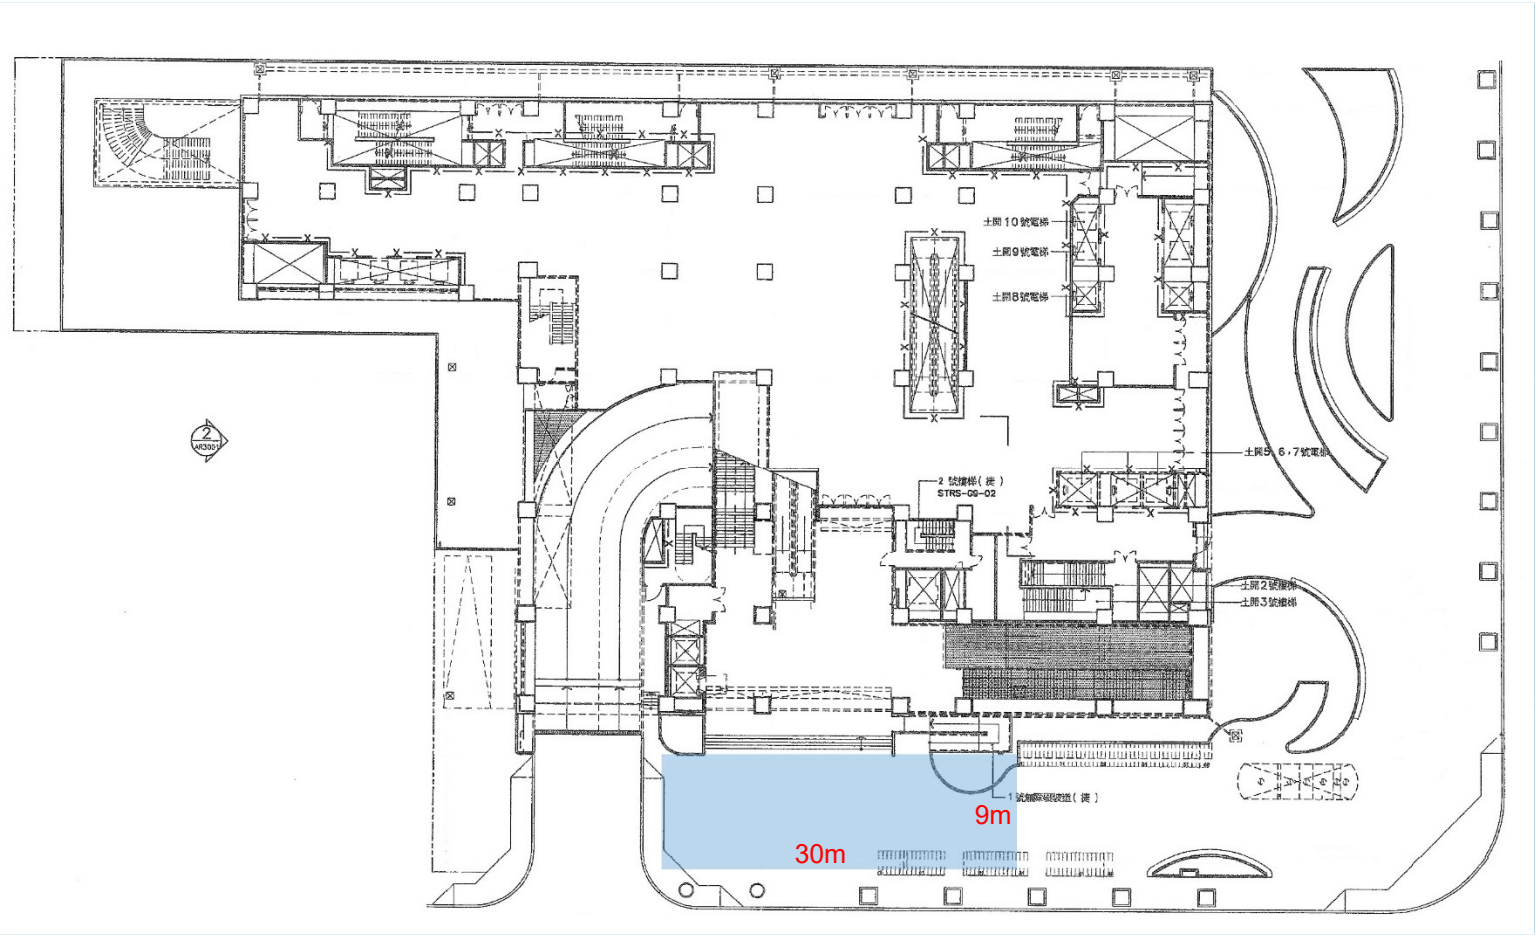 土開10號電梯
土開9號電梯
土開8號電梯
2
AR3001
土開5,6,7號電梯
2 號樓梯( 捷 )
STRS-G9-02
土開2號樓梯
土開3號樓梯
1 號無障礙坡道( 捷 )
9m
30m